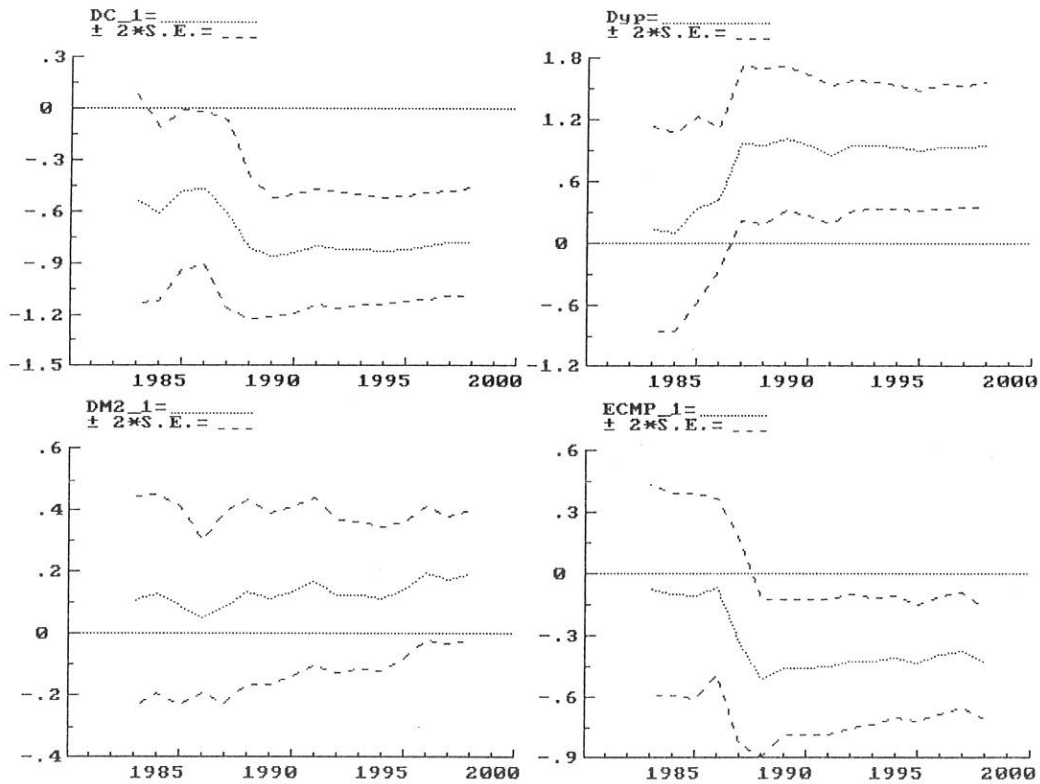 DC_1=
± 2*S.E.=
.3
0
-.3
-.6
-.9
-1.2
-1.5
1985 1990 1995 2000
Dyp=
± 2*S.E.=
1.8
1.2
.6
0
-.6
-1.2
1985 1990 1995 2000
DM2_1=
± 2*S.E.=
.6
.4
.2
0
-.2
-.4
1985 1990 1995 2000
ECMP_1=
± 2*S.E.=
.6
.3
0
-.3
-.6
-.9
1985 1990 1995 2000